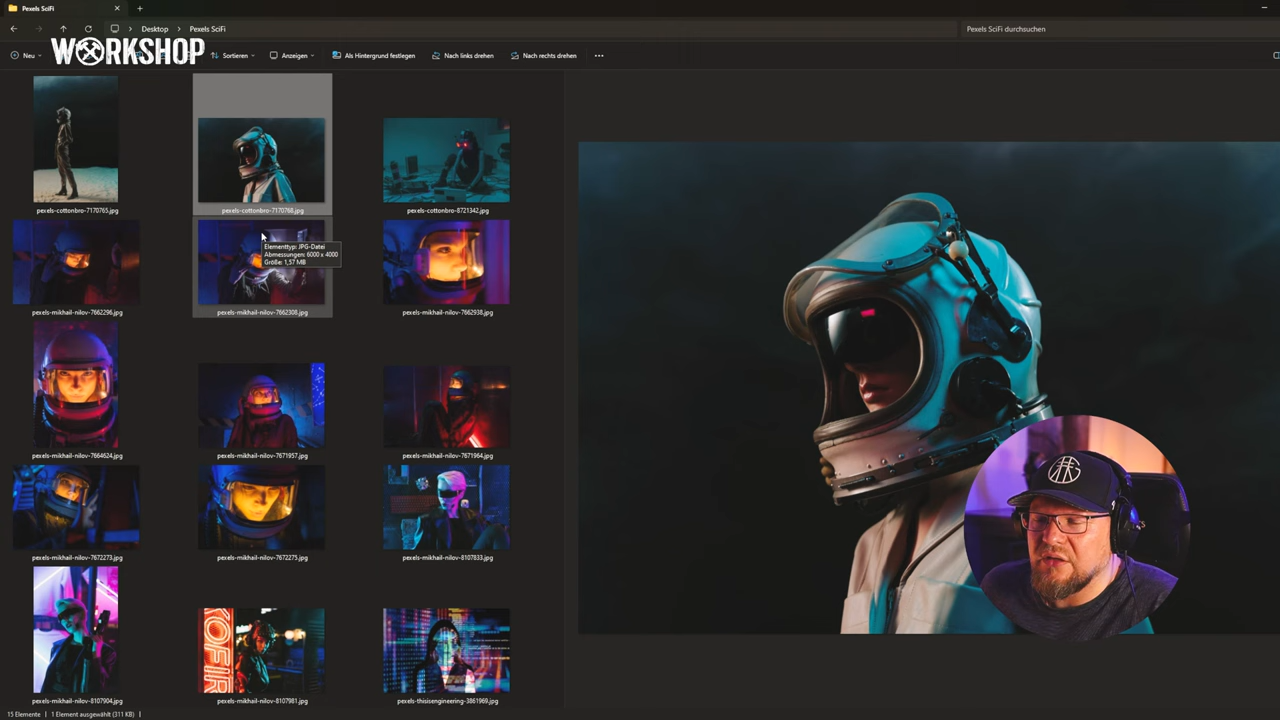 Pexels SciFi
Desktop > Pexels SciFi
Pexels SciFi durchsuchen
Neu
WORKSHOP
Sortieren
Anzeigen
Als Hintergrund festlegen
Nach links drehen
Nach rechts drehen
pexels-cottonbro-7170765.jpg
pexels-cottonbro-7170768.jpg
pexels-cottonbro-8721342.jpg
Elementtyp: JPG-Datei
Abmessungen: 6000 x 4000
Größe: 1,57 MB
pexels-mikhail-nilov-7662296.jpg
pexels-mikhail-nilov-7662308.jpg
pexels-mikhail-nilov-7662938.jpg
pexels-mikhail-nilov-7664624.jpg
pexels-mikhail-nilov-7671957.jpg
pexels-mikhail-nilov-7671964.jpg
pexels-mikhail-nilov-7672273.jpg
pexels-mikhail-nilov-7672275.jpg
pexels-mikhail-nilov-8107833.jpg
KOFIR
pexels-mikhail-nilov-8107904.jpg
pexels-mikhail-nilov-8107981.jpg
pexels-thisisengineering-3861969.jpg
15 Elemente
1 Element ausgewählt (311 KB)